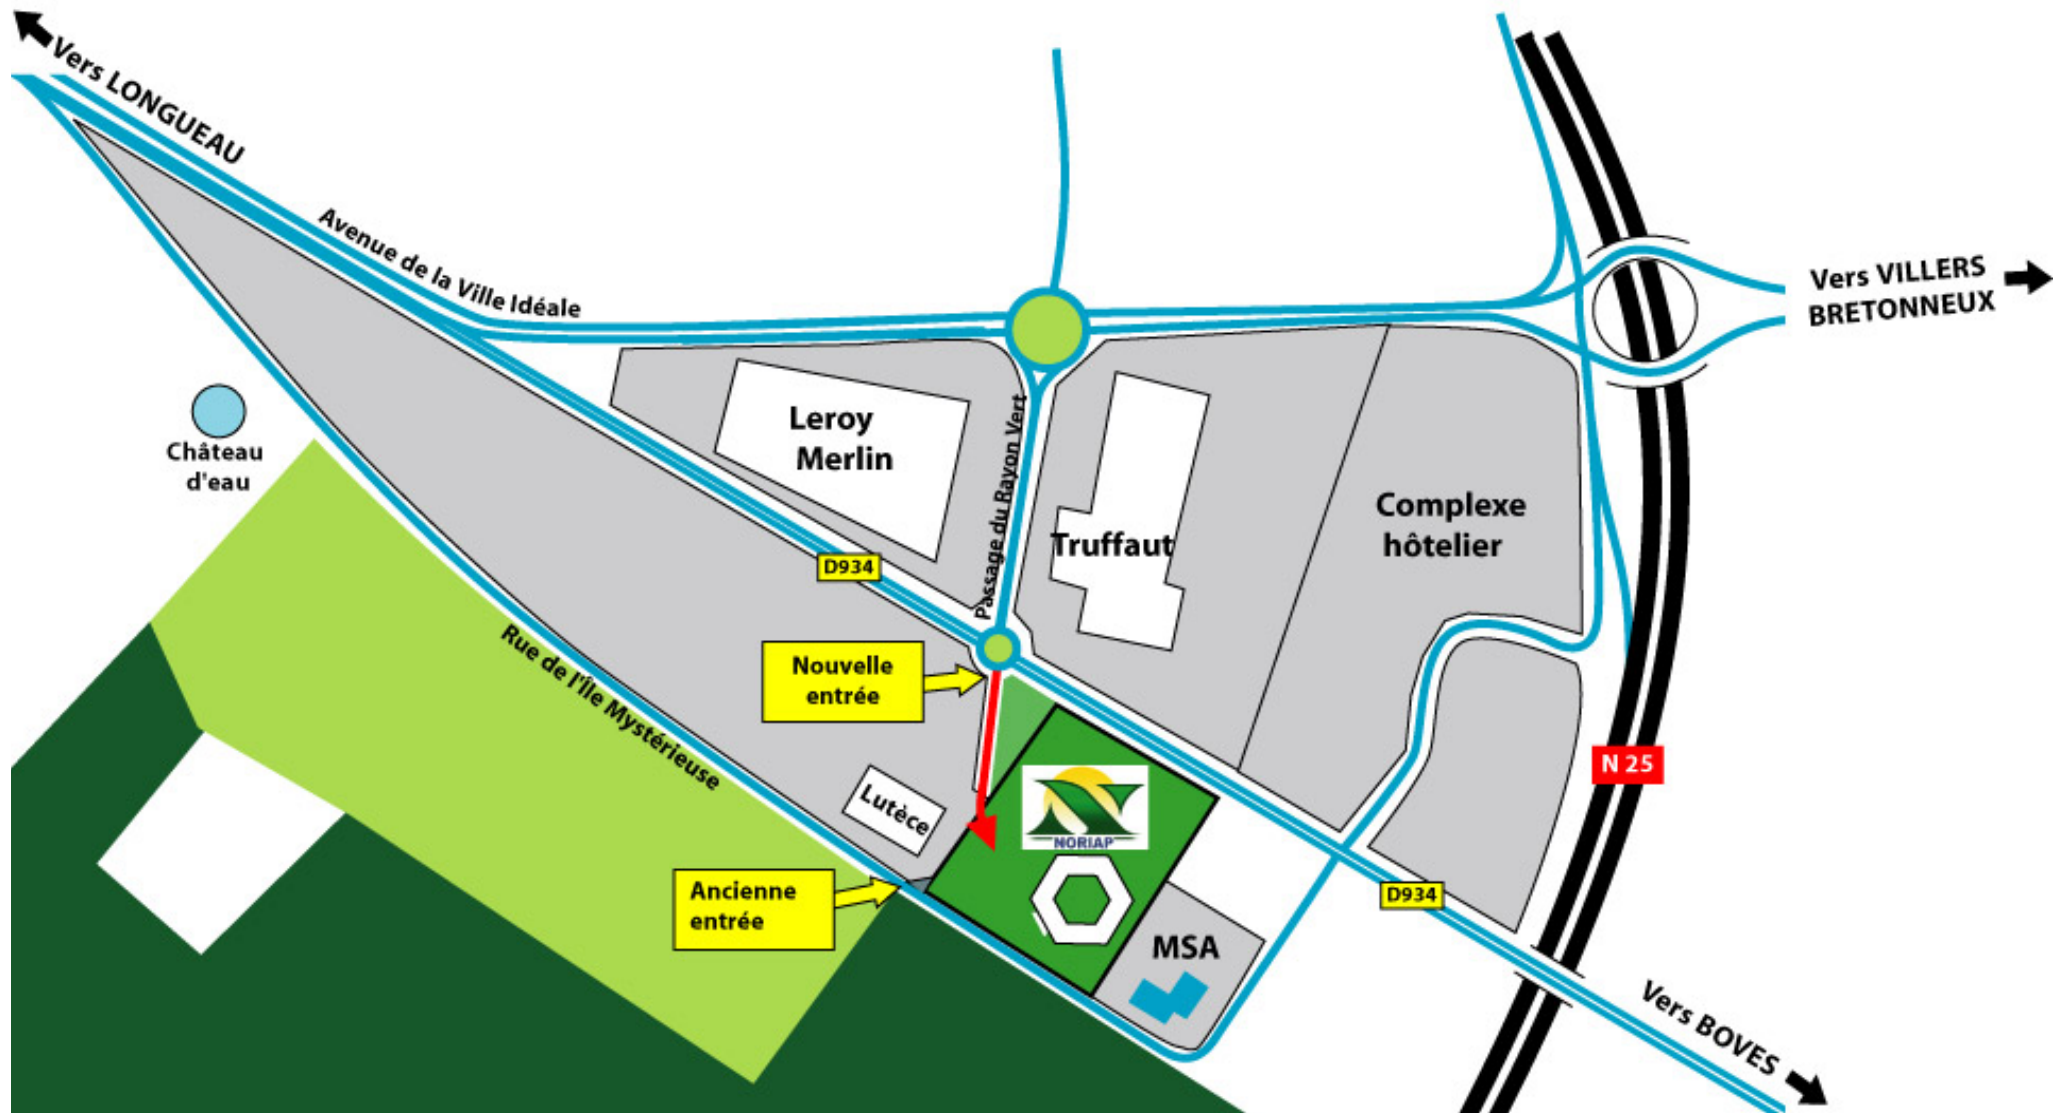 Vers LONGUEAU
Avenue de la Ville Idéale
Vers VILLERS
BRETONNEUX
Château
d'eau
Leroy
Merlin
Passage du Rayon Vert
Truffaut
Complexe
hôtelier
D934
Rue de l'Île Mystérieuse
Nouvelle
entrée
N 25
Lutèce
NORIAP
Ancienne
entrée
D934
MSA
Vers BOVES